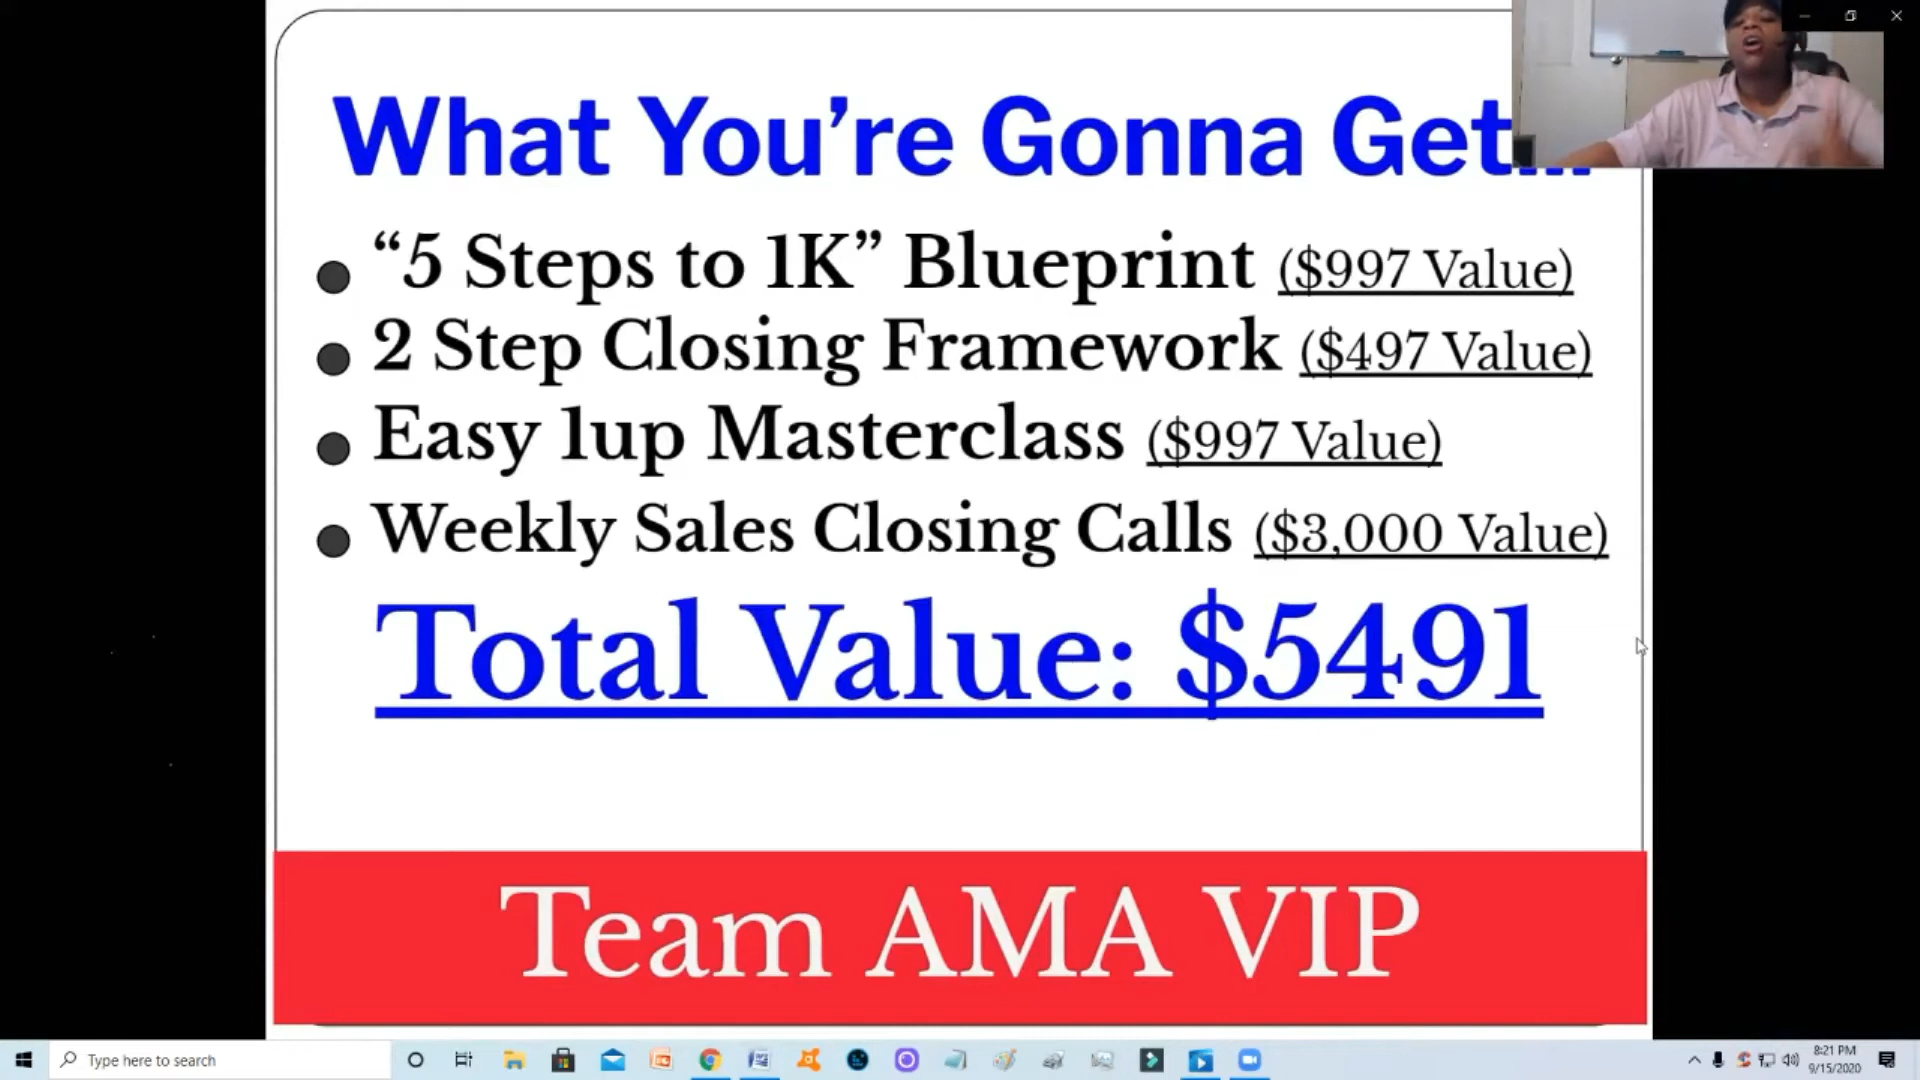 What You're Gonna Get...
“5 Steps to 1K” Blueprint ($997 Value)
2 Step Closing Framework ($497 Value)
Easy 1up Masterclass ($997 Value)
Weekly Sales Closing Calls ($3,000 Value)
Total Value: $5491
Team AMA VIP
Type here to search
8:21 PM
9/15/2020